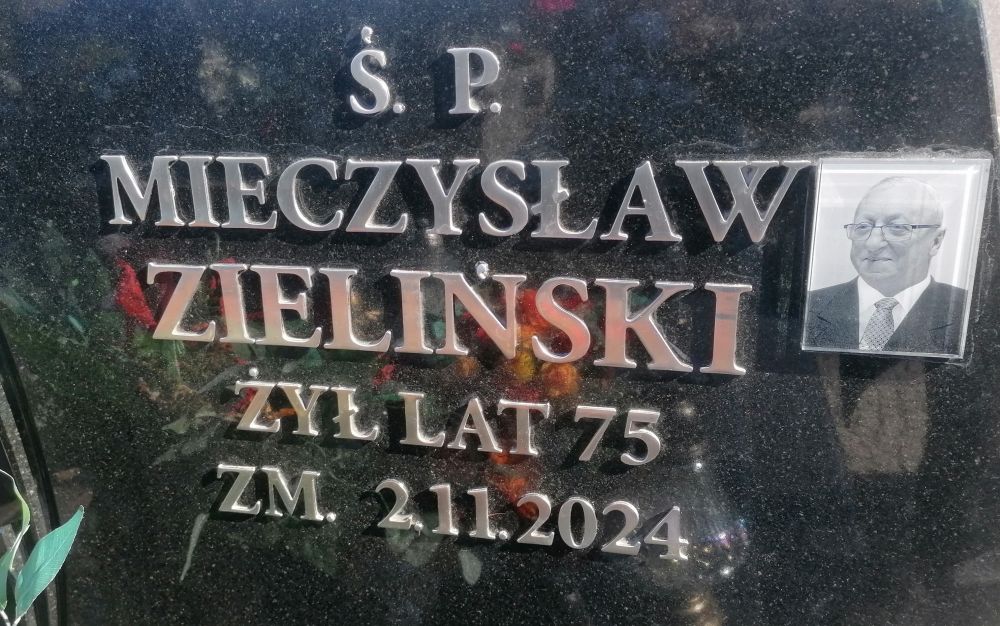 Ś. P.
MIECZYSŁAW
ZIELIŃSKI
ŻYŁ LAT 75
ZM. 2.11.2024